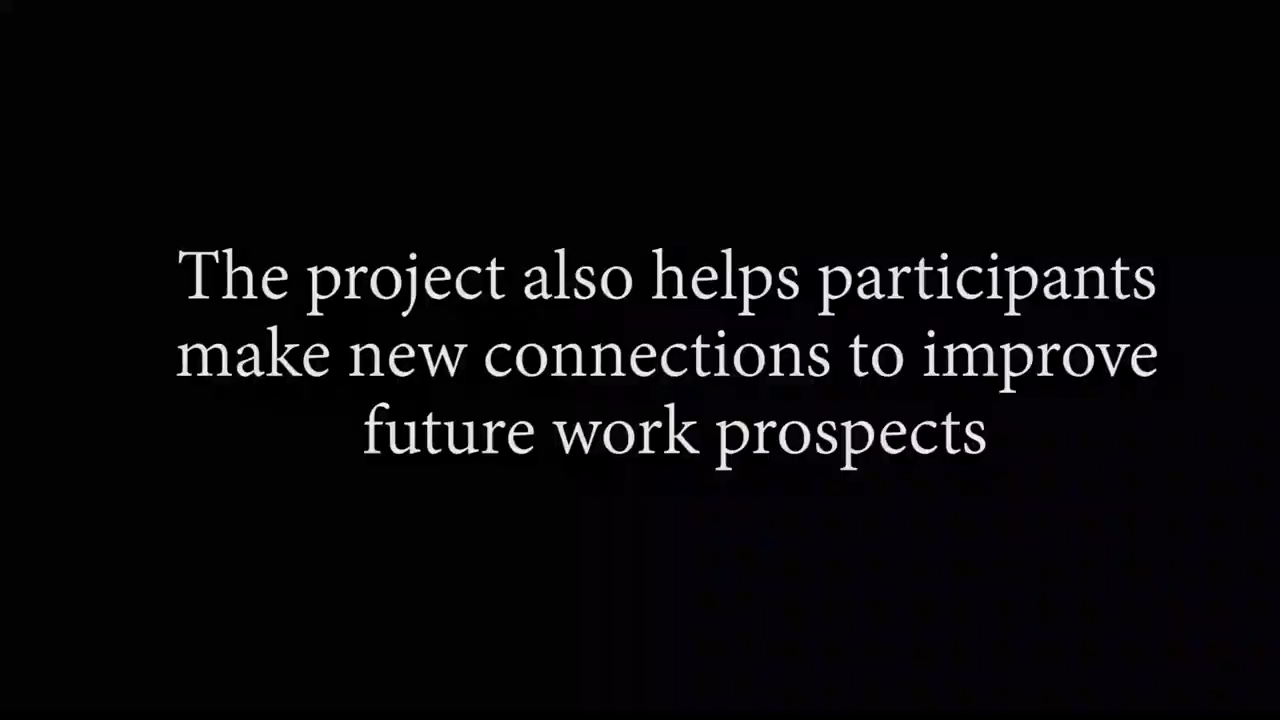 The project also helps participants
make new connections to improve
future work prospects